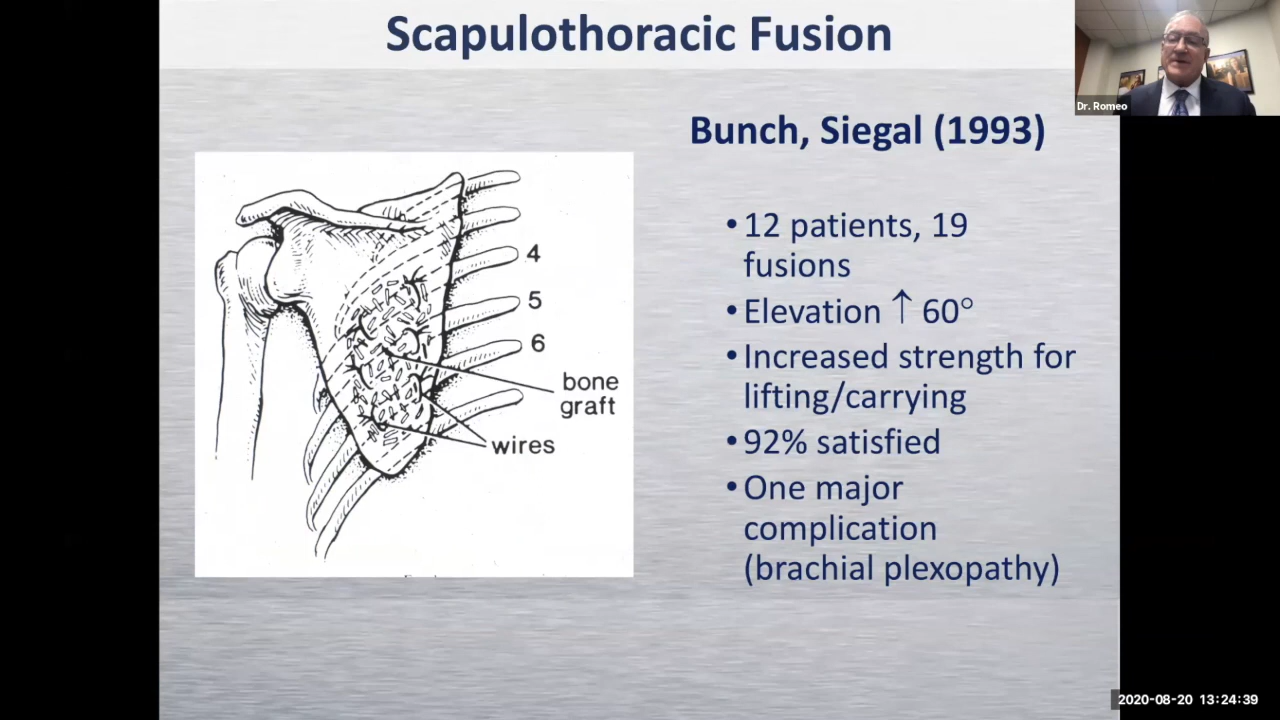 Scapulothoracic Fusion
Dr. Romeo
Bunch, Siegal (1993)
4
5
6
bone
graft
wires
•12 patients, 19
fusions
•Elevation ↑ 60°
•Increased strength for
lifting/carrying
•92% satisfied
•One major
complication
(brachial plexopathy)
2020-08-20 13:24:39